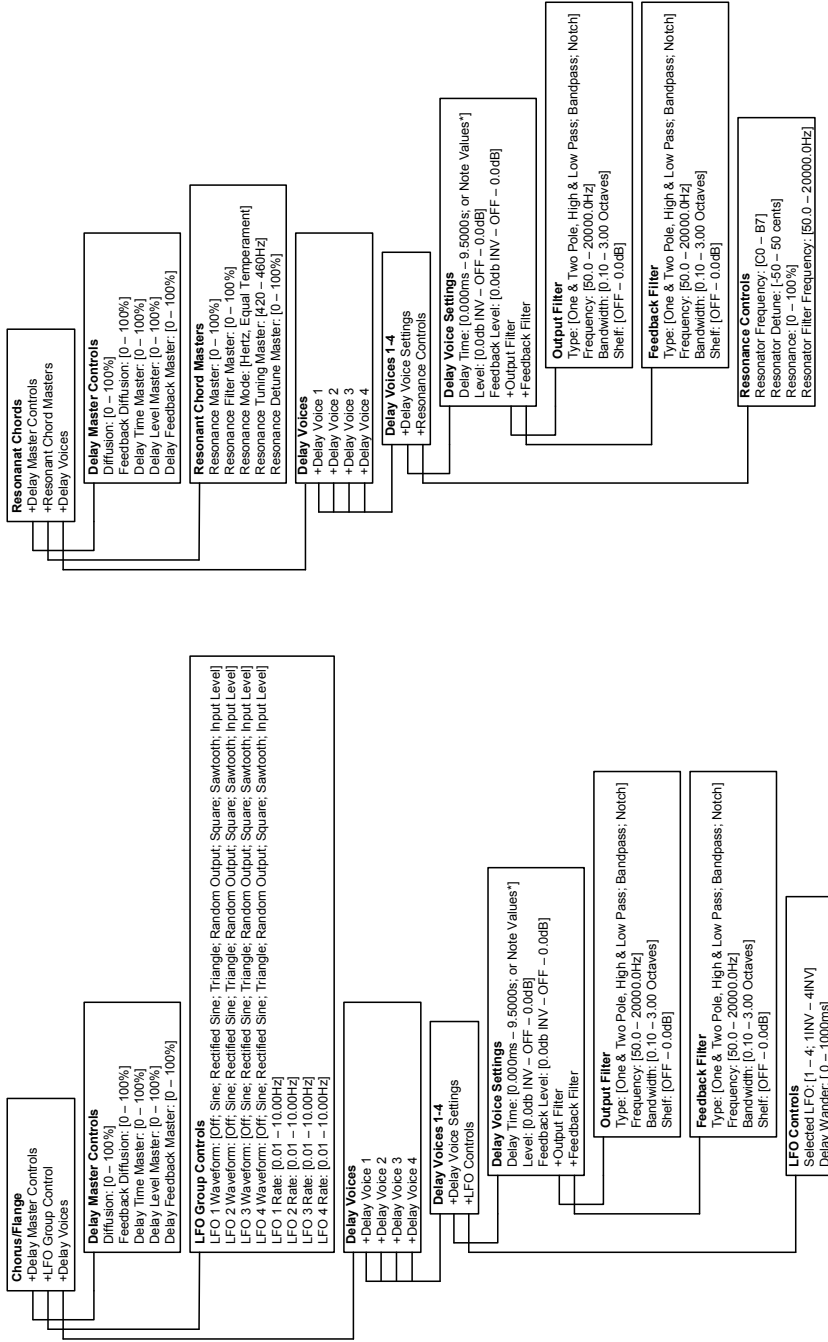 Chorus/Flange
+Delay Master Controls
+LFO Group Control
+Delay Voices
Delay Master Controls
Diffusion: [0 – 100%]
Feedback Diffusion: [0 – 100%]
Delay Time Master: [0 – 100%]
Delay Level Master: [0 – 100%]
Delay Feedback Master: [0 – 100%]
LFO Group Controls
LFO 1 Waveform: [Off; Sine; Rectified Sine; Triangle; Random Output; Square; Sawtooth; Input Level]
LFO 2 Waveform: [Off; Sine; Rectified Sine; Triangle; Random Output; Square; Sawtooth; Input Level]
LFO 3 Waveform: [Off; Sine; Rectified Sine; Triangle; Random Output; Square; Sawtooth; Input Level]
LFO 4 Waveform: [Off; Sine; Rectified Sine; Triangle; Random Output; Square; Sawtooth; Input Level]
LFO 1 Rate: [0.01 – 10.00Hz]
LFO 2 Rate: [0.01 – 10.00Hz]
LFO 3 Rate: [0.01 – 10.00Hz]
LFO 4 Rate: [0.01 – 10.00Hz]
Delay Voices
+Delay Voice 1
+Delay Voice 2
+Delay Voice 3
+Delay Voice 4
Delay Voices 1-4
+Delay Voice Settings
+LFO Controls
Delay Voice Settings
Delay Time: [0.000ms – 9.5000s; or Note Values*]
Level: [0.0db INV – OFF – 0.0dB]
Feedback Level: [0.0db INV – OFF – 0.0dB]
+Output Filter
+Feedback Filter
Output Filter
Type: [One & Two Pole, High & Low Pass; Bandpass; Notch]
Frequency: [50.0 – 20000.0Hz]
Bandwidth: [0.10 – 3.00 Octaves]
Shelf: [OFF – 0.0dB]
Feedback Filter
Type: [One & Two Pole, High & Low Pass; Bandpass; Notch]
Frequency: [50.0 – 20000.0Hz]
Bandwidth: [0.10 – 3.00 Octaves]
Shelf: [OFF – 0.0dB]
LFO Controls
Selected LFO: [1 – 4; 1INV – 4INV]
Delay Wander: [ 0 – 1000ms]
Resonanat Chords
+Delay Master Controls
+Resonant Chord Masters
+Delay Voices
Delay Master Controls
Diffusion: [0 – 100%]
Feedback Diffusion: [0 – 100%]
Delay Time Master: [0 – 100%]
Delay Level Master: [0 – 100%]
Delay Feedback Master: [0 – 100%]
Resonant Chord Masters
Resonance Master: [0 – 100%]
Resonance Filter Master: [0 – 100%]
Resonance Mode: [Hertz, Equal Temperament]
Resonance Tuning Master: [420 – 460Hz]
Resonance Detune Master: [0 – 100%]
Delay Voices
+Delay Voice 1
+Delay Voice 2
+Delay Voice 3
+Delay Voice 4
Delay Voices 1-4
+Delay Voice Settings
+Resonance Controls
Delay Voice Settings
Delay Time: [0.000ms – 9.5000s; or Note Values*]
Level: [0.0db INV – OFF – 0.0dB]
Feedback Level: [0.0db INV – OFF – 0.0dB]
+Output Filter
+Feedback Filter
Output Filter
Type: [One & Two Pole, High & Low Pass; Bandpass; Notch]
Frequency: [50.0 – 20000.0Hz]
Bandwidth: [0.10 – 3.00 Octaves]
Shelf: [OFF – 0.0dB]
Feedback Filter
Type: [One & Two Pole, High & Low Pass; Bandpass; Notch]
Frequency: [50.0 – 20000.0Hz]
Bandwidth: [0.10 – 3.00 Octaves]
Shelf: [OFF – 0.0dB]
Resonance Controls
Resonator Frequency: [C0 – B7]
Resonator Detune: [-50 – 50 cents]
Resonance: [0 – 100%]
Resonator Filter Frequency: [50.0 – 20000.0Hz]